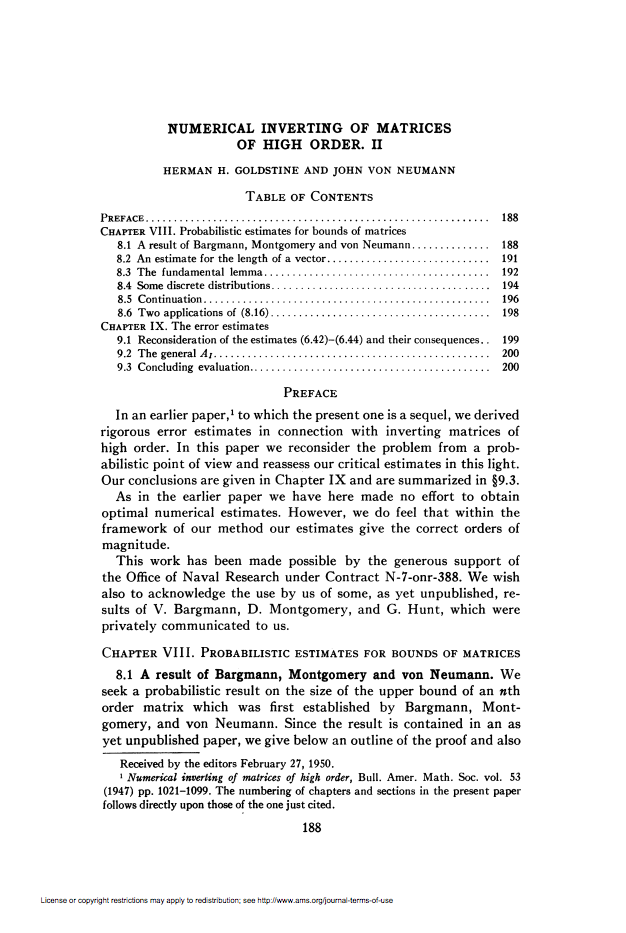 NUMERICAL INVERTING OF MATRICES
OF HIGH ORDER. II
HERMAN H. GOLDSTINE AND JOHN VON NEUMANN
TABLE OF CONTENTS
PREFACE............................................................ 188
CHAPTER VIII. Probabilistic estimates for bounds of matrices
8.1 A result of Bargmann, Montgomery and von Neumann.............. 188
8.2 An estimate for the length of a vector............................ 191
8.3 The fundamental lemma........................................ 192
8.4 Some discrete distributions....................................... 194
8.5 Continuation.................................................. 196
8.6 Two applications of (8.16)....................................... 198
CHAPTER IX. The error estimates
9.1 Reconsideration of the estimates (6.42)–(6.44) and their consequences.. 199
9.2 The general A_I................................................ 200
9.3 Concluding evaluation.......................................... 200
PREFACE
In an earlier paper,¹ to which the present one is a sequel, we derived
rigorous error estimates in connection with inverting matrices of
high order. In this paper we reconsider the problem from a prob-
abilistic point of view and reassess our critical estimates in this light.
Our conclusions are given in Chapter IX and are summarized in §9.3.
As in the earlier paper we have here made no effort to obtain
optimal numerical estimates. However, we do feel that within the
framework of our method our estimates give the correct orders of
magnitude.
This work has been made possible by the generous support of
the Office of Naval Research under Contract N-7-onr-388. We wish
also to acknowledge the use by us of some, as yet unpublished, re-
sults of V. Bargmann, D. Montgomery, and G. Hunt, which were
privately communicated to us.
CHAPTER VIII. PROBABILISTIC ESTIMATES FOR BOUNDS OF MATRICES
8.1 A result of Bargmann, Montgomery and von Neumann. We
seek a probabilistic result on the size of the upper bound of an nth
order matrix which was first established by Bargmann, Mont-
gomery, and von Neumann. Since the result is contained in an as
yet unpublished paper, we give below an outline of the proof and also
Received by the editors February 27, 1950.
¹ Numerical inverting of matrices of high order, Bull. Amer. Math. Soc. vol. 53
(1947) pp. 1021–1099. The numbering of chapters and sections in the present paper
follows directly upon those of the one just cited.
188
License or copyright restrictions may apply to redistribution; see http://www.ams.org/journal-terms-of-use